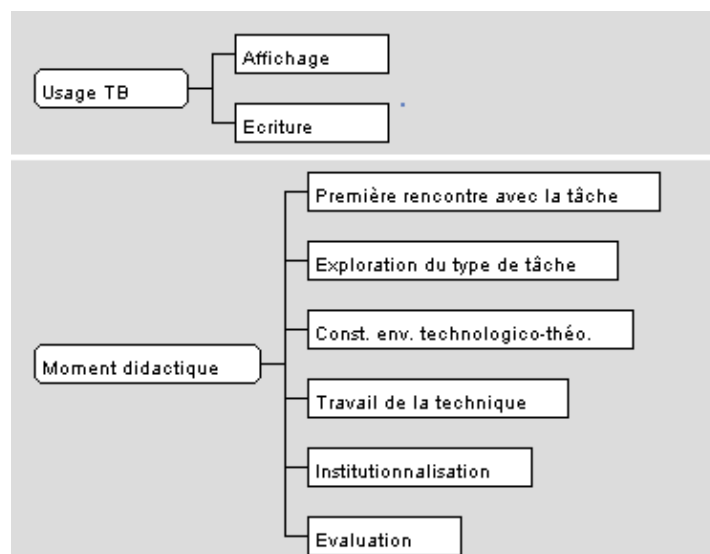 Usage TB
Affichage
Ecriture
Moment didactique
Première rencontre avec la tâche
Exploration du type de tâche
Const. env. technologico-théo.
Travail de la technique
Institutionnalisation
Evaluation